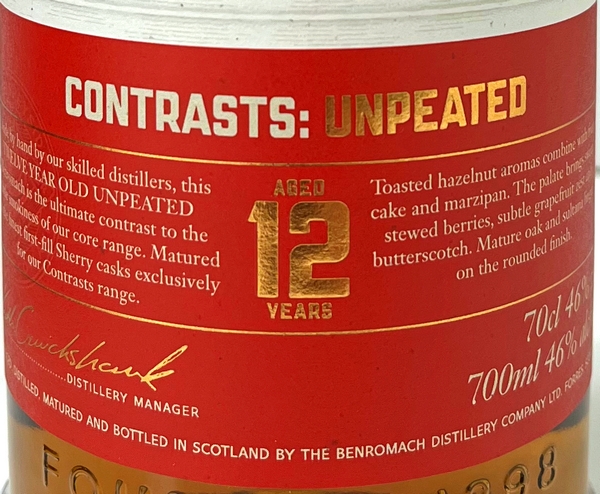 CONTRASTS: UNPEATED
by hand by our skilled distillers, this
TWELVE YEAR OLD UNPEATED
is the ultimate contrast to the
of our core range. Matured
first-fill Sherry casks exclusively
for our Contrasts range.
AGED
12
YEARS
Toasted hazelnut aromas combine
cake and marzipan. The palate brings
stewed berries, subtle grapefruit
butterscotch. Mature oak and sultana
on the rounded finish.
Cruickshank
DISTILLERY MANAGER
70cl 46%
700ml 46%
DISTILLED, MATURED AND BOTTLED IN SCOTLAND BY THE BENROMACH DISTILLERY COMPANY LTD. FORRES,
1898